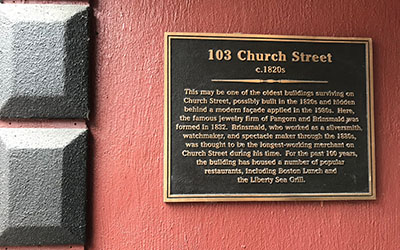 103 Church Street
c.1820s
This may be one of the oldest buildings surviving on
Church Street, possibly built in the 1820s and hidden
behind a modern façade applied in the 1980s. Here,
the famous jewelry firm of Pangorn and Brinsmaid was
formed in 1832. Brinsmaid, who worked as a silversmith,
watchmaker, and spectacle maker through the 1880s,
was thought to be the longest-working merchant on
Church Street during his time. For the past 100 years,
the building has housed a number of popular
restaurants, including Boston Lunch and
the Liberty Sea Grill.